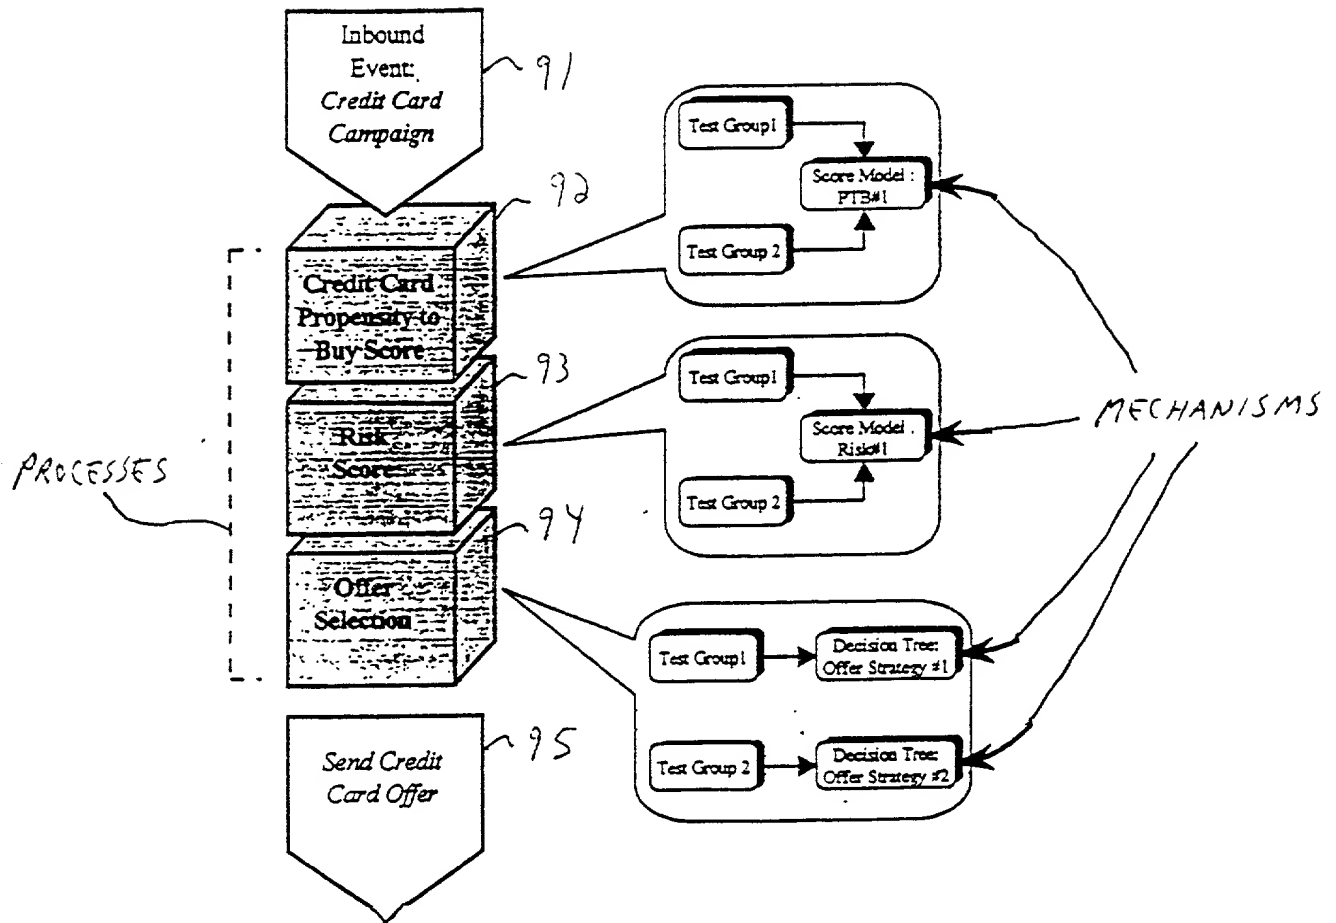 Inbound
Event:
Credit Card
Campaign
91
92
Credit Card
Propensity to
Buy Score
93
Risk
Score
94
Offer
Selection
95
Send Credit
Card Offer
PROCESSES
Test Group1
Score Model :
PTB#1
Test Group 2
Test Group1
Score Model :
Risk#1
Test Group 2
Test Group1
Decision Tree:
Offer Strategy #1
Test Group 2
Decision Tree:
Offer Strategy #2
MECHANISMS